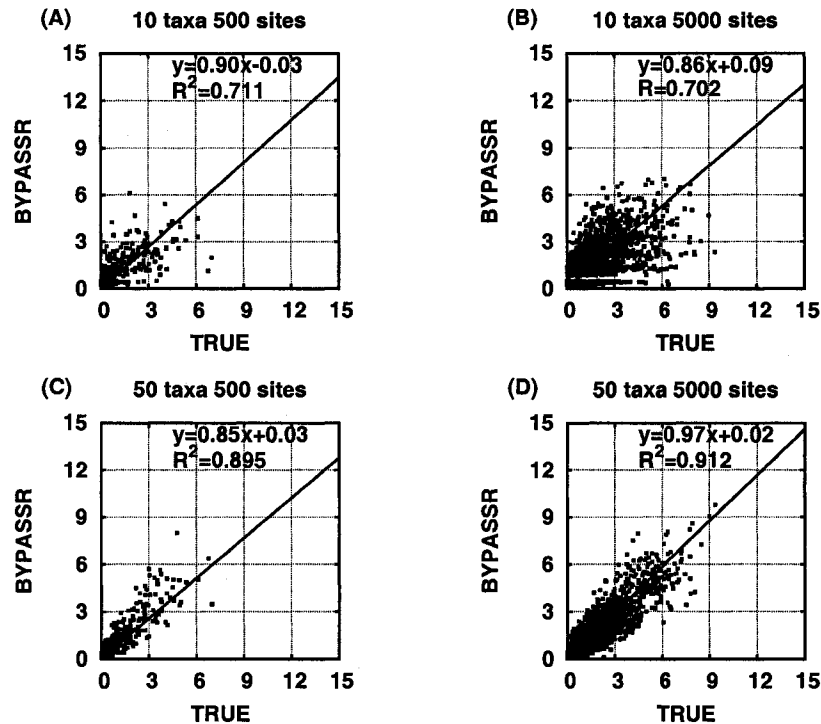 (A) 10 taxa 500 sites
y=0.90x-0.03
R2=0.711
15
12
9
6
3
0
BYPASSR
0 3 6 9 12 15
TRUE
(B) 10 taxa 5000 sites
y=0.86x+0.09
R=0.702
15
12
9
6
3
0
BYPASSR
0 3 6 9 12 15
TRUE
(C) 50 taxa 500 sites
y=0.85x+0.03
R2=0.895
15
12
9
6
3
0
BYPASSR
0 3 6 9 12 15
TRUE
(D) 50 taxa 5000 sites
y=0.97x+0.02
R2=0.912
15
12
9
6
3
0
BYPASSR
0 3 6 9 12 15
TRUE